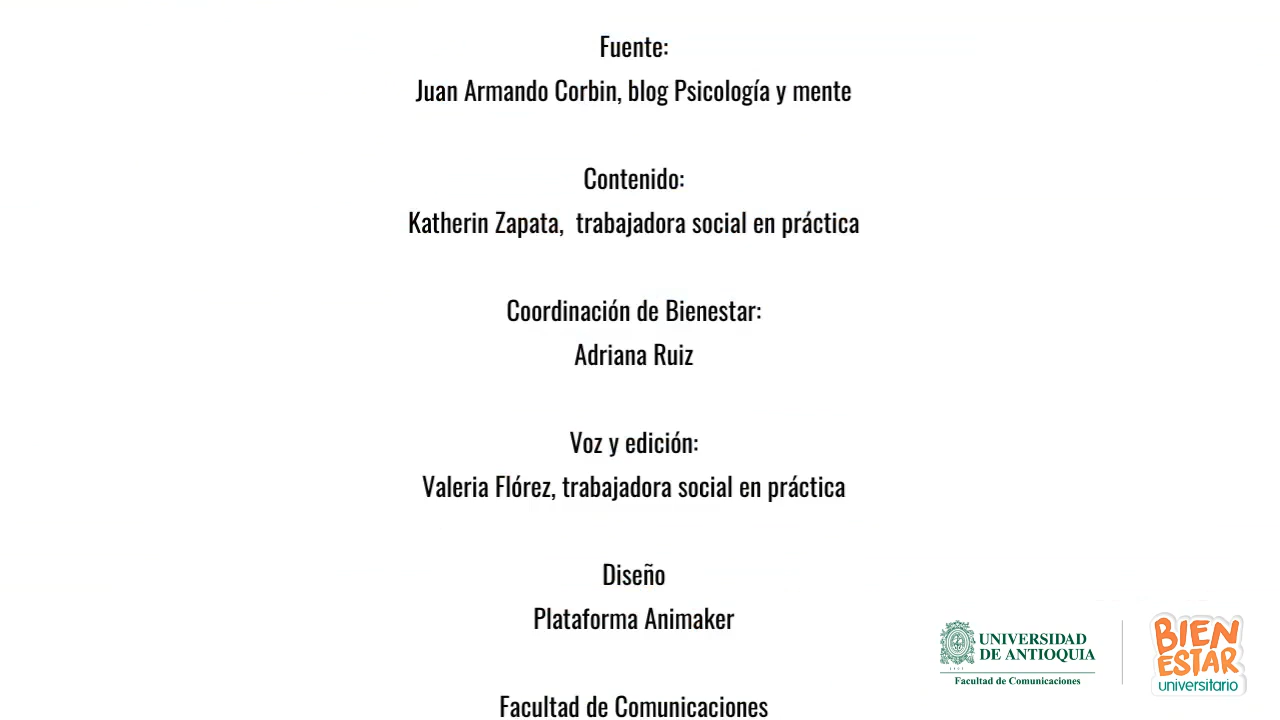 Fuente:
Juan Armando Corbin, blog Psicología y mente
Contenido:
Katherin Zapata, trabajadora social en práctica
Coordinación de Bienestar:
Adriana Ruiz
Voz y edición:
Valeria Flórez, trabajadora social en práctica
Diseño
Plataforma Animaker
Facultad de Comunicaciones
UNIVERSIDAD
DE ANTIOQUIA
Facultad de Comunicaciones
BIEN
ESTAR
universitario